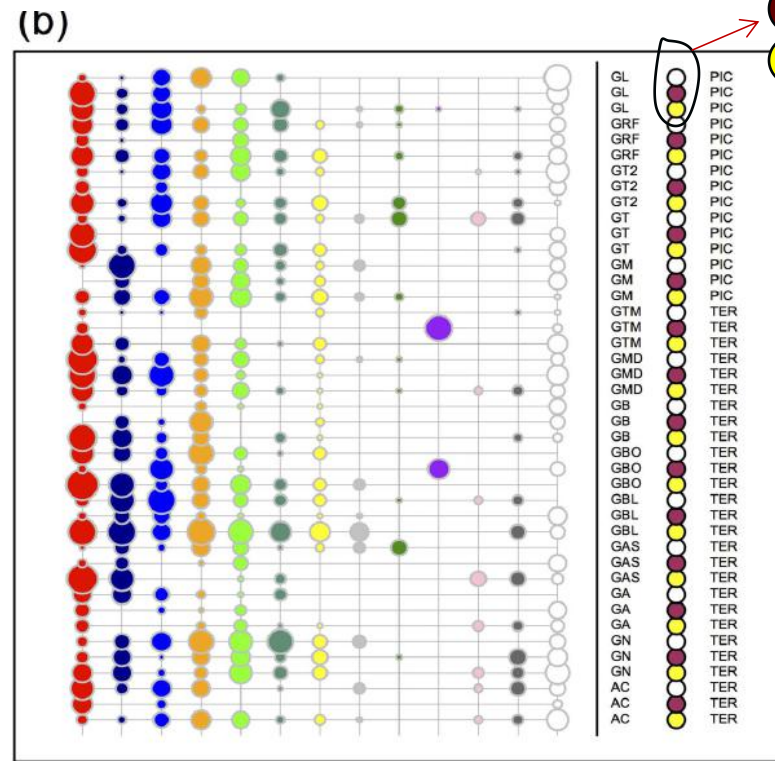 (b)
GL PIC
GL PIC
GL PIC
GRF PIC
GRF PIC
GRF PIC
GT2 PIC
GT2 PIC
GT2 PIC
GT PIC
GT PIC
GT PIC
GM PIC
GM PIC
GM PIC
GTM TER
GTM TER
GTM TER
GMD TER
GMD TER
GMD TER
GB TER
GB TER
GB TER
GBO TER
GBO TER
GBO TER
GBL TER
GBL TER
GBL TER
GAS TER
GAS TER
GAS TER
GA TER
GA TER
GA TER
GN TER
GN TER
GN TER
AC TER
AC TER
AC TER